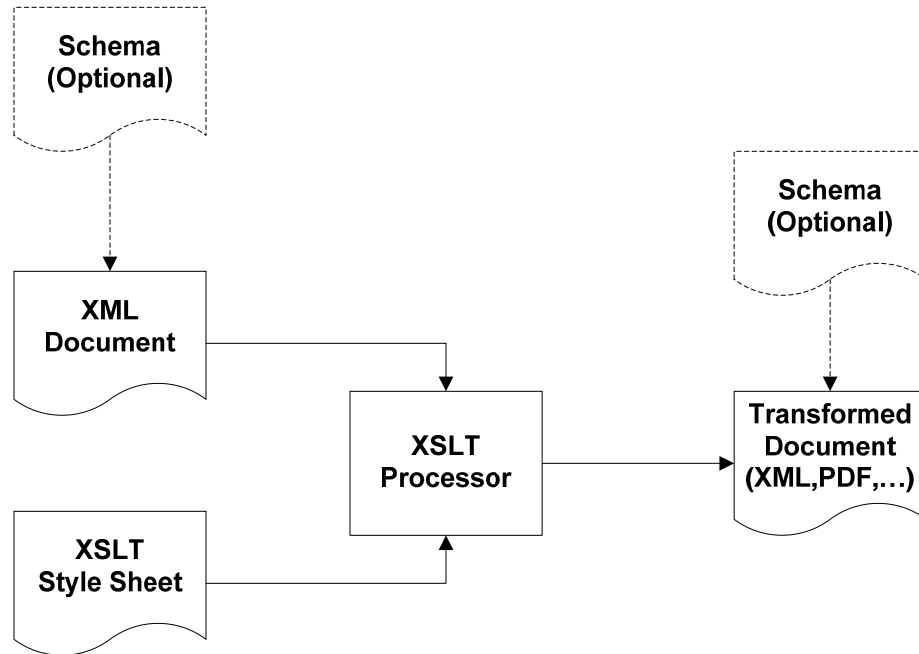 Schema
(Optional)
Schema
(Optional)
XML
Document
XSLT
Processor
Transformed
Document
(XML,PDF,…)
XSLT
Style Sheet